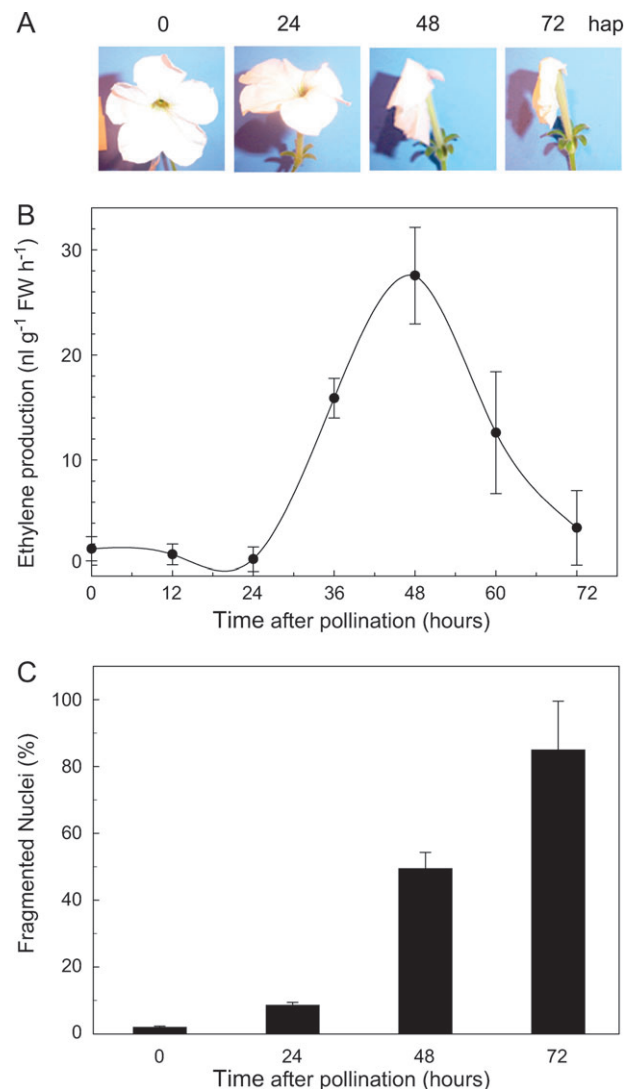 A
0 24 48 72 hap
B
Ethylene production (nl g⁻¹ FW h⁻¹)
30
20
10
0
0 12 24 36 48 60 72
Time after pollination (hours)
C
Fragmented Nuclei (%)
100
80
60
40
20
0
0 24 48 72
Time after pollination (hours)